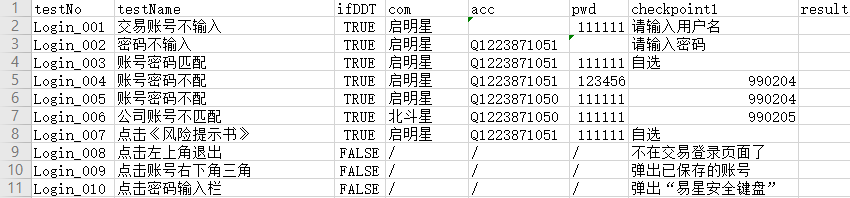 1 testNo testName ifDDT com acc pwd checkpoint1 result
2 Login_001 交易账号不输入 TRUE 启明星 111111 请输入用户名
3 Login_002 密码不输入 TRUE 启明星 Q1223871051 请输入密码
4 Login_003 账号密码匹配 TRUE 启明星 Q1223871051 111111 自选
5 Login_004 账号密码不配 TRUE 启明星 Q1223871051 123456 990204
6 Login_005 账号密码不配 TRUE 启明星 Q1223871050 111111 990204
7 Login_006 公司账号不匹配 TRUE 北斗星 Q1223871050 111111 990205
8 Login_007 点击《风险提示书》 TRUE 启明星 Q1223871051 111111 自选
9 Login_008 点击左上角退出 FALSE / / / 不在交易登录页面了
10 Login_009 点击账号右下角三角 FALSE / / / 弹出已保存的账号
11 Login_010 点击密码输入栏 FALSE / / / 弹出“易星安全键盘”